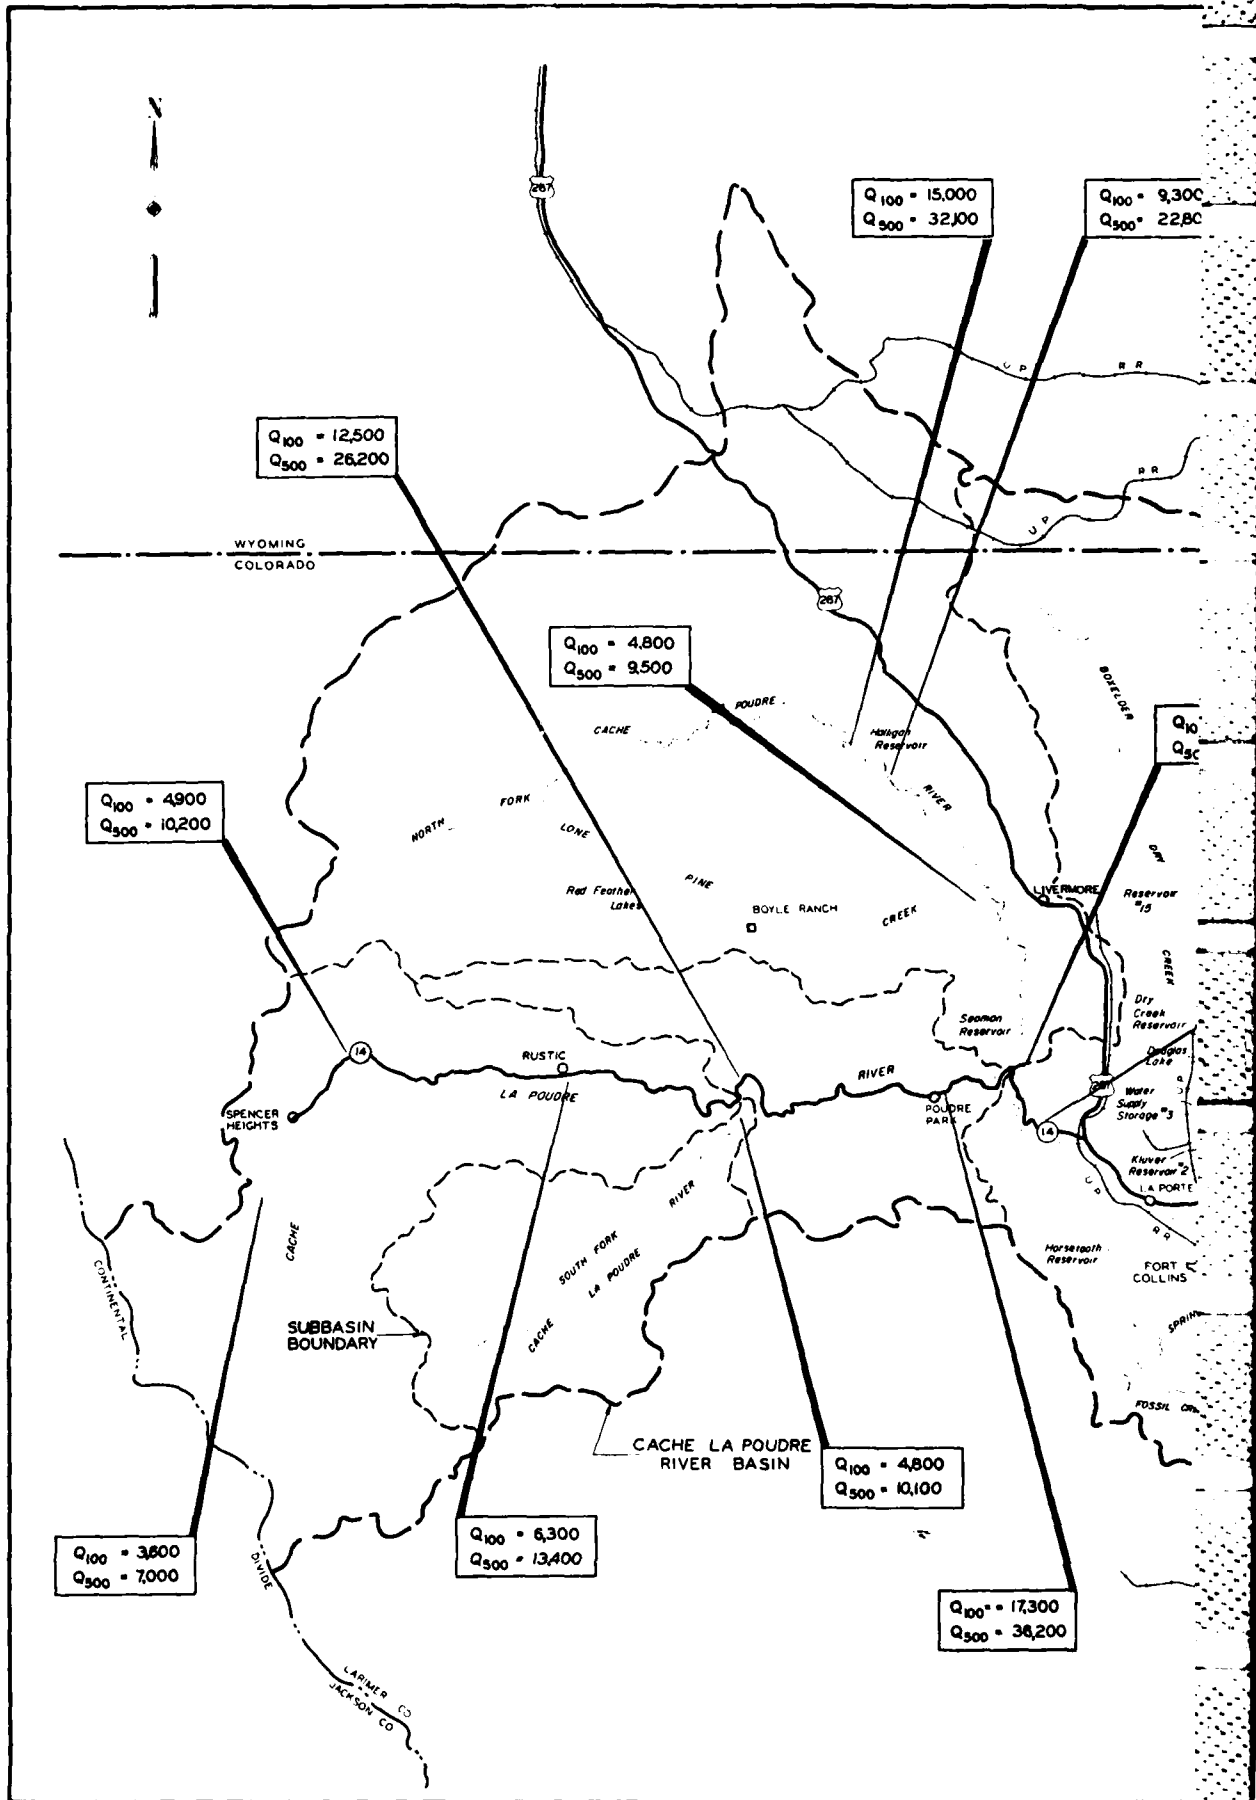 N
287
Q100 = 15,000
Q500 = 32,100
Q100 = 9,300
Q500 = 22,80
U P R R
Q100 = 12,500
Q500 = 26,200
R R
U P
WYOMING
COLORADO
287
Q100 = 4,800
Q500 = 9,500
BOXELDER
POUDRE
CACHE
Halligan
Reservoir
Q10
Q50
Q100 = 4,900
Q500 = 10,200
RIVER
FORK
NORTH
LONE
DRY
PINE
Red Feather
Lakes
LIVERMORE
Reservoir
#15
BOYLE RANCH
CREEK
CREEK
Dry
Creek
Reservoir
Seaman
Reservoir
Douglas
Lake
14
RUSTIC
RIVER
LA POUDRE
287
Water
Supply
Storage #3
SPENCER
HEIGHTS
POUDRE
PARK
14
U P
Kluver
Reservoir #2
LA PORTE
RIVER
U P
R R
CACHE
SOUTH FORK
LA POUDRE
Horsetooth
Reservoir
FORT
COLLINS
CONTINENTAL
SUBBASIN
BOUNDARY
CACHE
SPRIN
FOSSIL
CACHE LA POUDRE
RIVER BASIN
Q100 = 4,800
Q500 = 10,100
Q100 = 3,600
Q500 = 7,000
Q100 = 6,300
Q500 = 13,400
DIVIDE
Q100 = 17,300
Q500 = 36,200
LARIMER CO
JACKSON CO